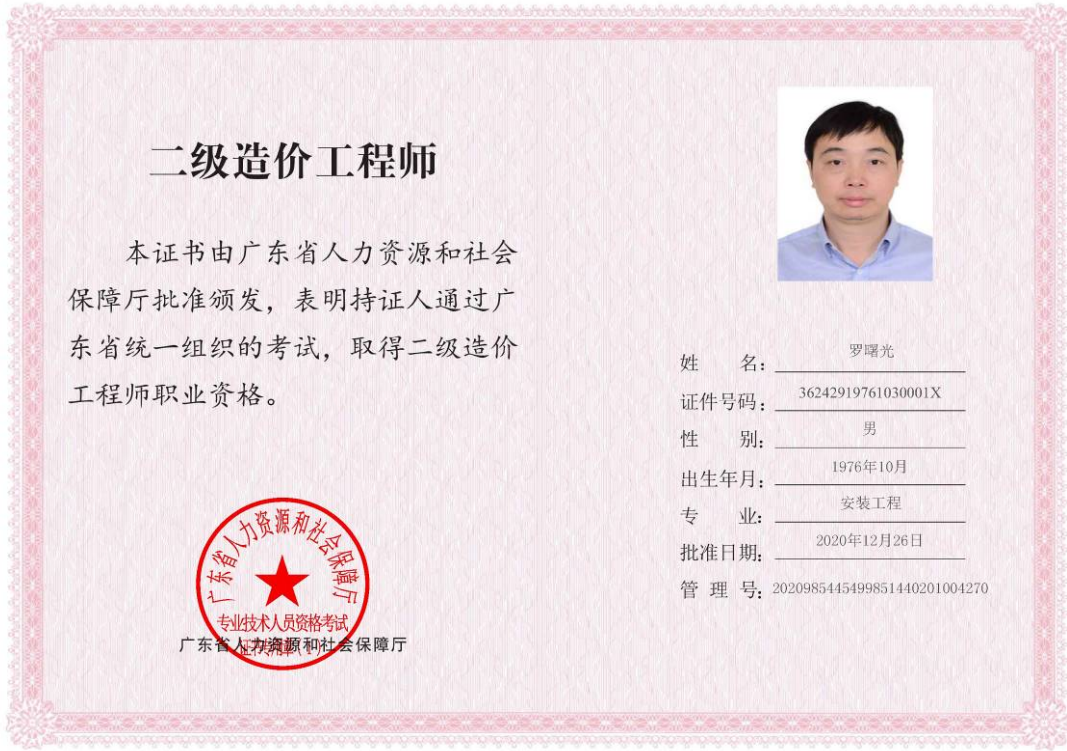 二级造价工程师
本证书由广东省人力资源和社会
保障厅批准颁发，表明持证人通过广
东省统一组织的考试，取得二级造价
工程师职业资格。
广东省人力资源和社会保障厅
专业技术人员资格考试
广东省人力资源和社会保障厅
姓 名：罗曙光
证件号码：36242919761030001X
性 别：男
出生年月：1976年10月
专 业：安装工程
批准日期：2020年12月26日
管 理 号：20209854454998514402010​04270